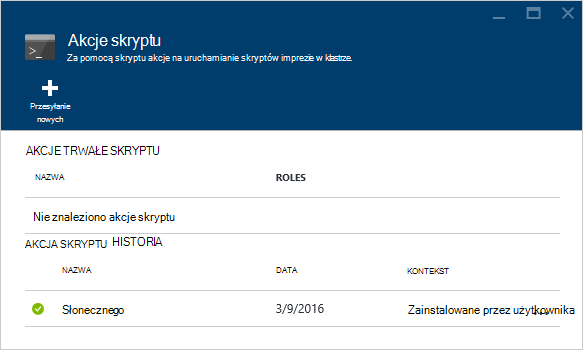 Akcje skryptu
Za pomocą skryptu akcje na uruchamianie skryptów imprezie w klastrze.
Przesyłanie
nowych
AKCJE TRWAŁE SKRYPTU
NAZWA ROLES
Nie znaleziono akcje skryptu
AKCJA SKRYPTU HISTORIA
NAZWA DATA KONTEKST
Słonecznego 3/9/2016 Zainstalowane przez użytkownika